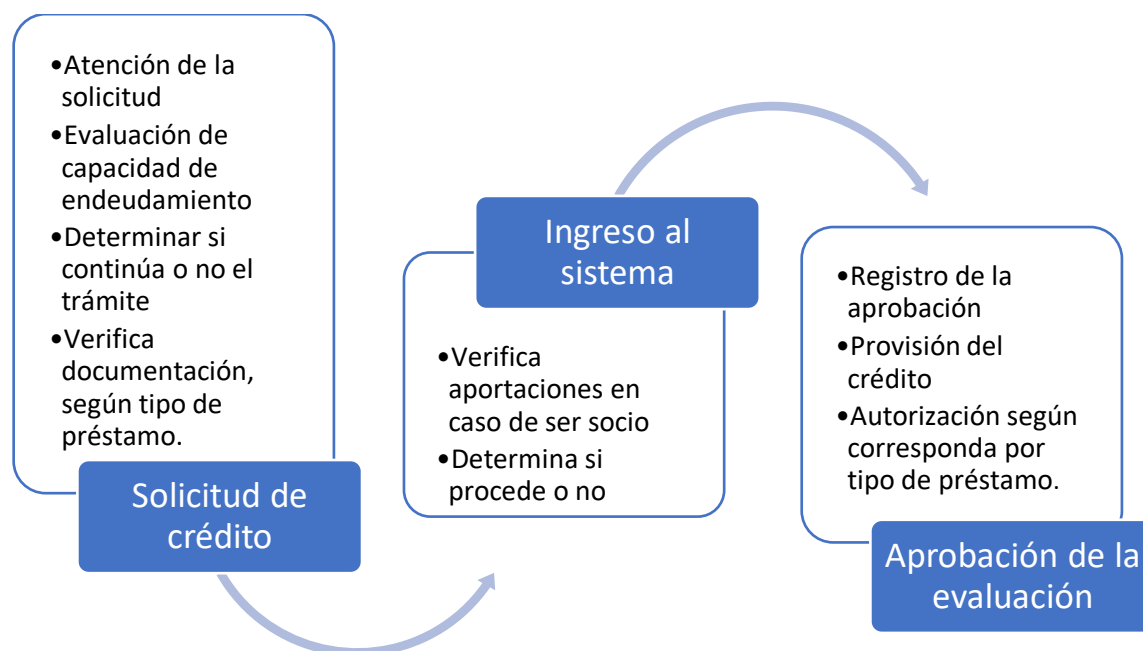 •Atención de la
solicitud
•Evaluación de
capacidad de
endeudamiento
•Determinar si
continúa o no el
trámite
•Verifica
documentación,
según tipo de
préstamo.
Solicitud de
crédito
Ingreso al
sistema
•Verifica
aportaciones en
caso de ser socio
•Determina si
procede o no
•Registro de la
aprobación
•Provisión del
crédito
•Autorización según
corresponda por
tipo de préstamo.
Aprobación de la
evaluación